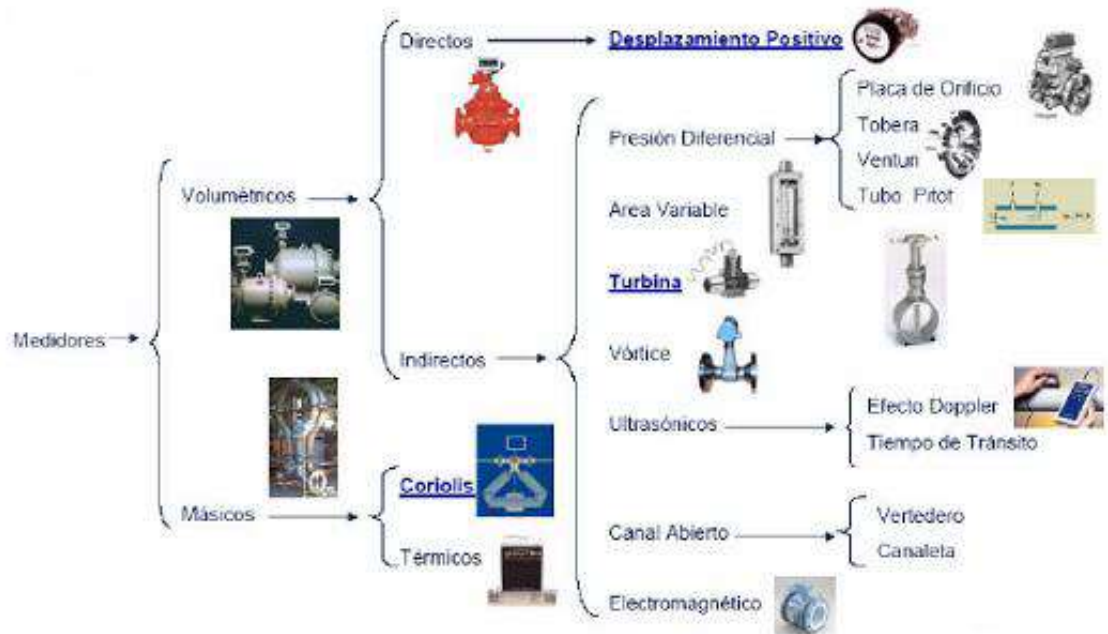 Directos
Desplazamiento Positivo
Placa de Orificio
Presión Diferencial
Tobera
Venturi
Volumétricos
Tubo Pitot
Area Variable
Turbina
Medidores
Indirectos
Vórtice
Efecto Doppler
Ultrasónicos
Tiempo de Tránsito
Coriolis
Másicos
Vertedero
Canal Abierto
Térmicos
Canaleta
Electromagnético